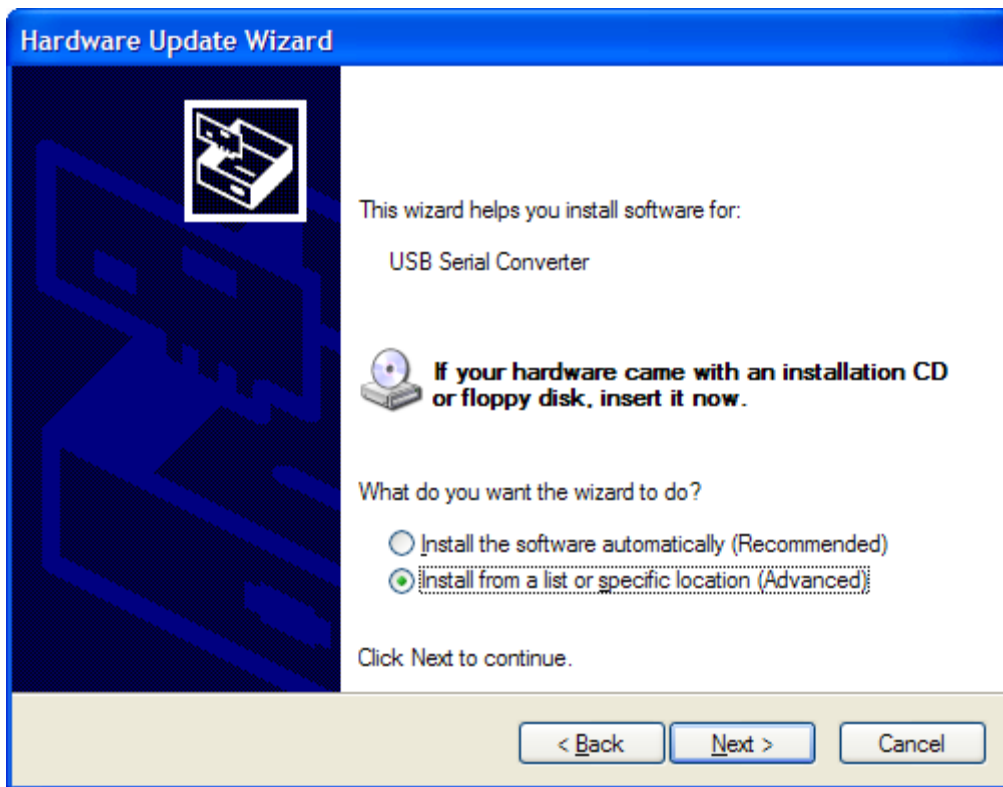 Hardware Update Wizard
This wizard helps you install software for:
USB Serial Converter
If your hardware came with an installation CD
or floppy disk, insert it now.
What do you want the wizard to do?
Install the software automatically (Recommended)
Install from a list or specific location (Advanced)
Click Next to continue.
< Back
Next >
Cancel